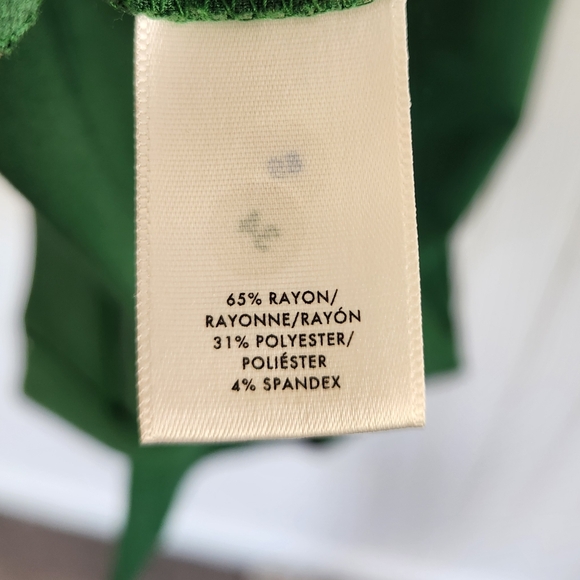 65% RAYON/
RAYONNE/RAYÓN
31% POLYESTER/
POLIÉSTER
4% SPANDEX